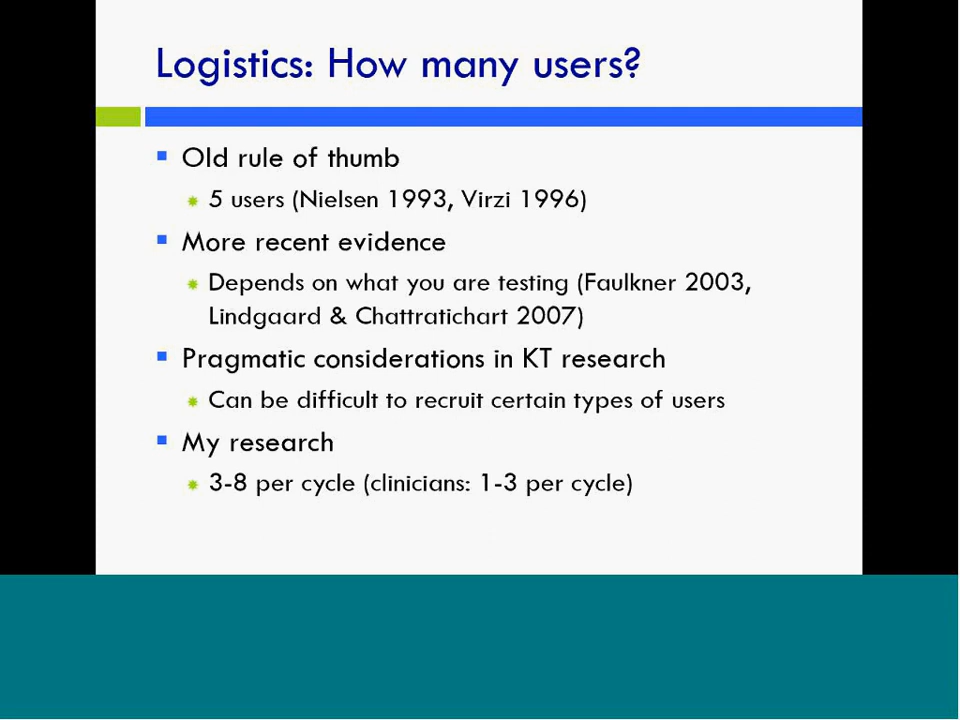 Logistics: How many users?
Old rule of thumb
5 users (Nielsen 1993, Virzi 1996)
More recent evidence
Depends on what you are testing (Faulkner 2003,
Lindgaard & Chattratichart 2007)
Pragmatic considerations in KT research
Can be difficult to recruit certain types of users
My research
3-8 per cycle (clinicians: 1-3 per cycle)